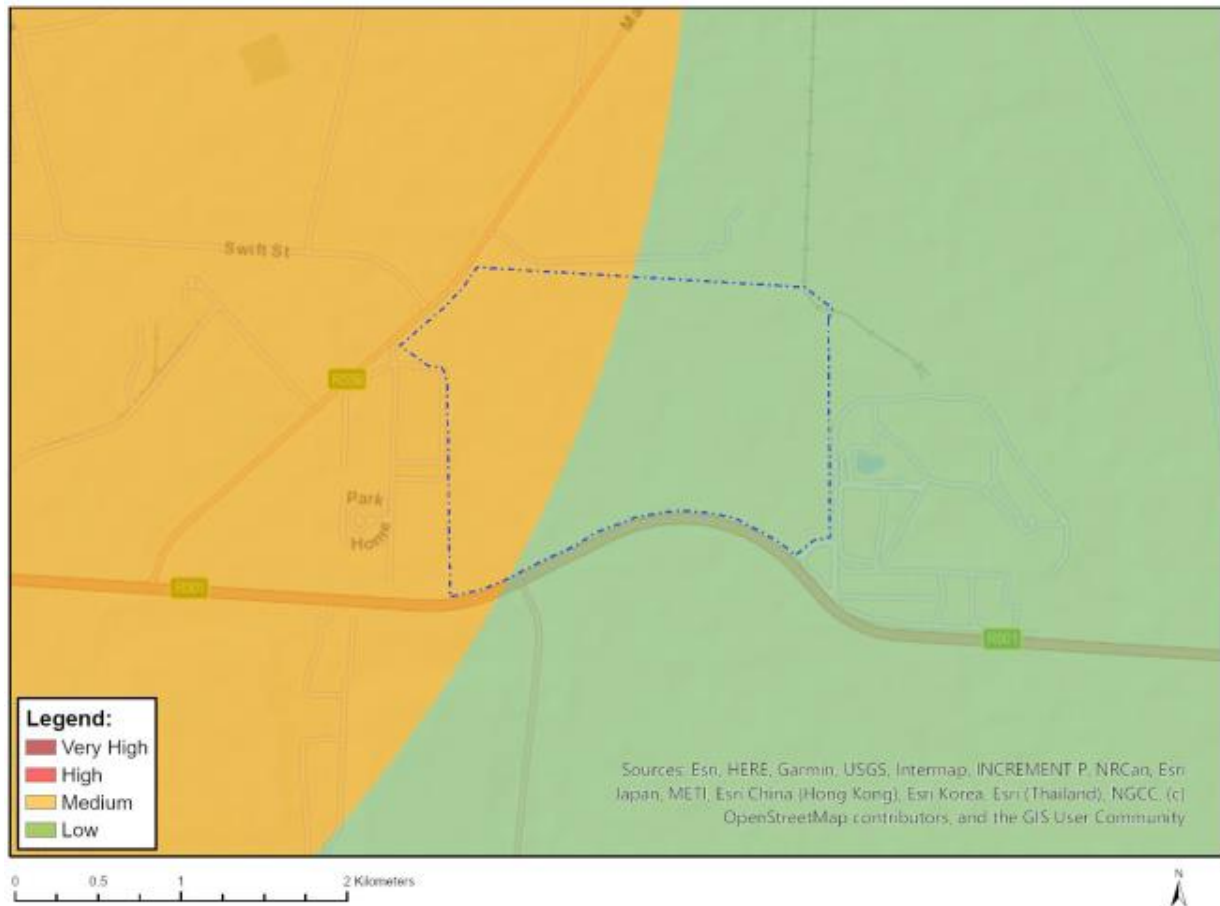 Ma
Swift St
Park
Home
Legend:
Very High
High
Medium
Low
Sources: Esri, HERE, Garmin, USGS, Intermap, INCREMENT P, NRCan, Esri
Japan, METI, Esri China (Hong Kong), Esri Korea, Esri (Thailand), NGCC, (c)
OpenStreetMap contributors, and the GIS User Community
0 0.5 1 2 Kilometers
N